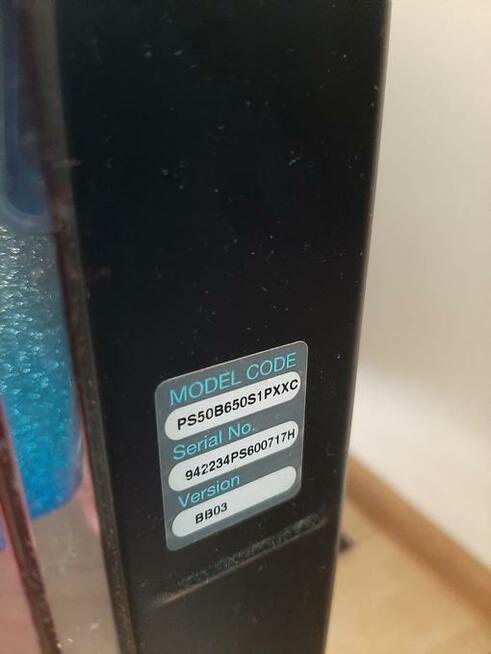 MODEL CODE
PS50B650S1PXXC
Serial No.
942234PS600717H
Version
BB03